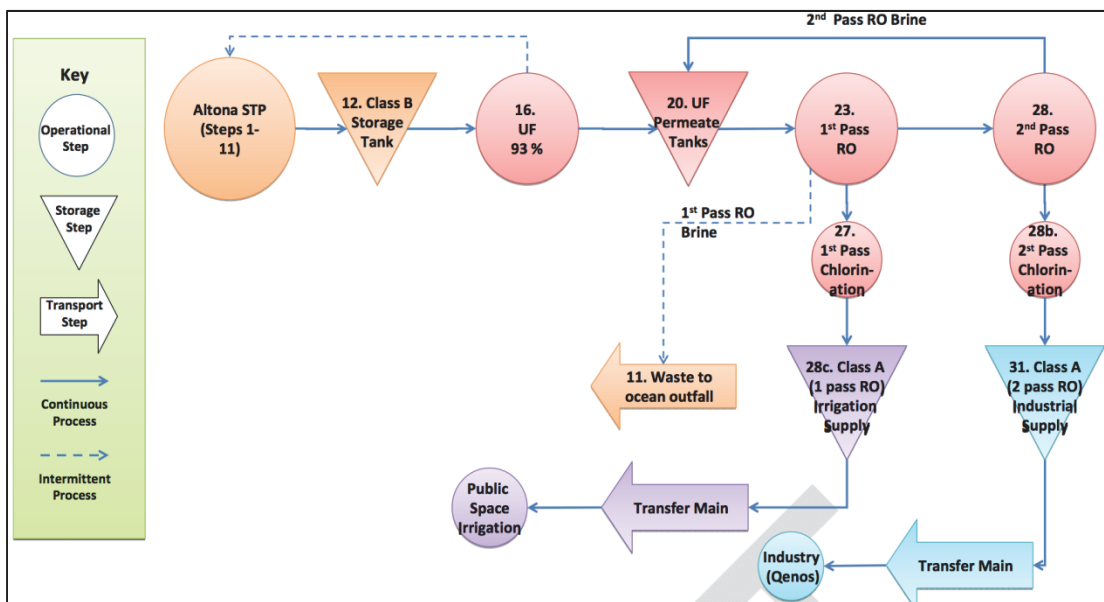 2nd Pass RO Brine
Key
Operational
Step
Storage
Step
Transport
Step
Continuous
Process
Intermittent
Process
Altona STP
(Steps 1-
11)
12. Class B
Storage
Tank
16.
UF
93 %
20. UF
Permeate
Tanks
23.
1st Pass
RO
28.
2nd Pass
RO
1st Pass RO
Brine
27.
1st Pass
Chlorin-
ation
28b.
2st Pass
Chlorin-
ation
11. Waste to
ocean outfall
28c. Class A
(1 pass RO)
Irrigation
Supply
31. Class A
(2 pass RO)
Industrial
Supply
Public
Space
Irrigation
Transfer Main
Industry
(Qenos)
Transfer Main